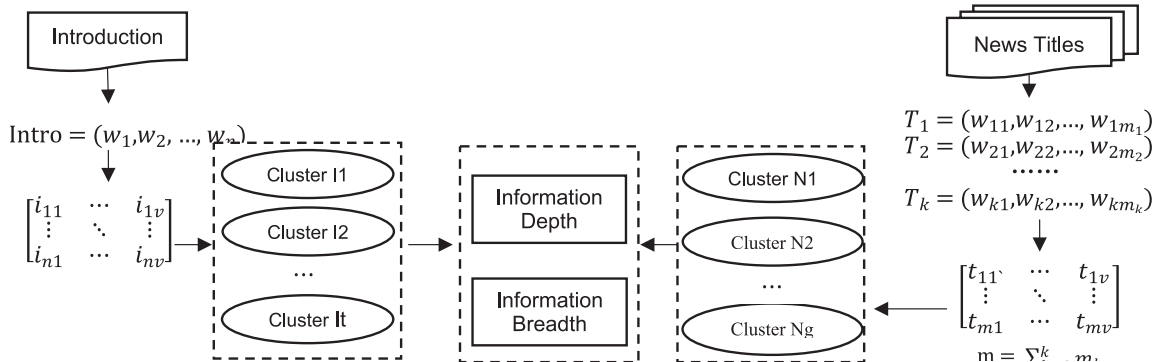 Introduction
Intro = (w₁,w₂, ..., wₙ)
[i₁₁ ⋯ i₁ᵥ
⋮ ⋱ ⋮
iₙ₁ ⋯ iₙᵥ]
Cluster I1
Cluster I2
...
Cluster It
Information
Depth
Information
Breadth
Cluster N1
Cluster N2
...
Cluster Ng
News Titles
T₁ = (w₁₁,w₁₂,..., w₁ₘ₁)
T₂ = (w₂₁,w₂₂,..., w₂ₘ₂)
......
Tₖ = (wₖ₁,wₖ₂,..., wₖₘₖ)
[t₁₁` ⋯ t₁ᵥ
⋮ ⋱ ⋮
tₘ₁ ⋯ tₘᵥ]
m = ∑ᵏ